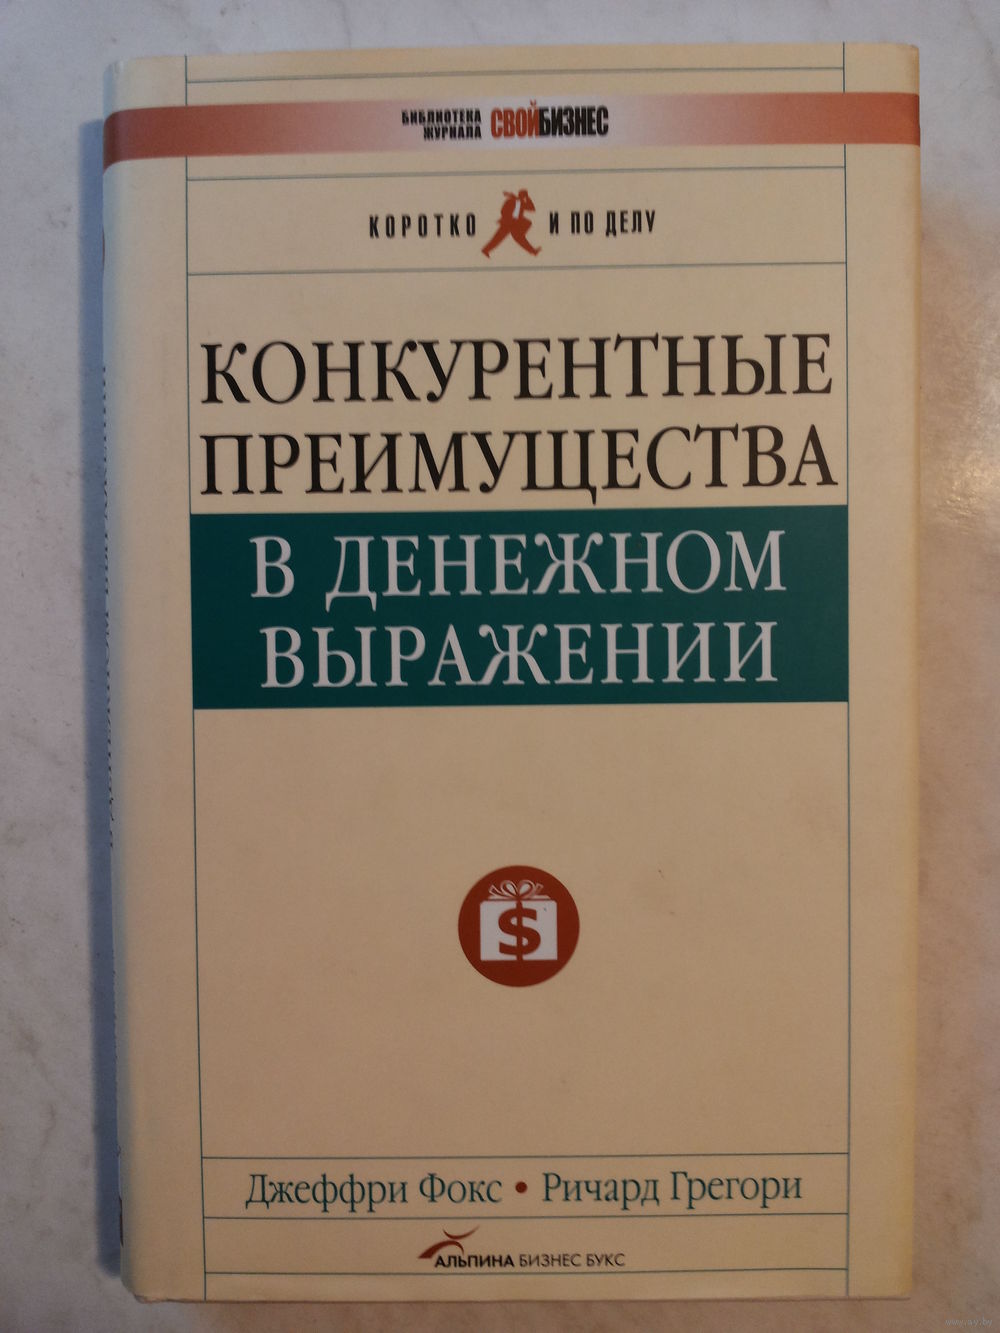 БИБЛИОТЕКА
ЖУРНАЛА
СВОЙБИЗНЕС
КОРОТКО И ПО ДЕЛУ
КОНКУРЕНТНЫЕ
ПРЕИМУЩЕСТВА
В ДЕНЕЖНОМ
ВЫРАЖЕНИИ
$
Джеффри Фокс • Ричард Грегори
АЛЬПИНА БИЗНЕС БУКС